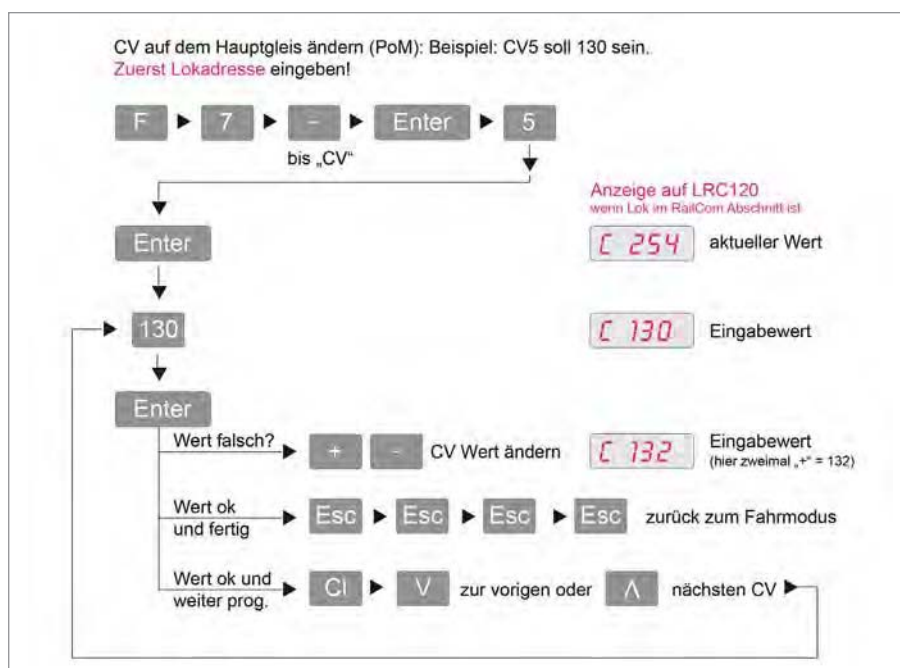 CV auf dem Hauptgleis ändern (PoM): Beispiel: CV5 soll 130 sein.
Zuerst Lokadresse eingeben!
F 7 – Enter 5
bis „CV“
Anzeige auf LRC120
wenn Lok im RailCom Abschnitt ist
Enter
C 254 aktueller Wert
130
C 130 Eingabewert
Enter
Wert falsch? + – CV Wert ändern
C 132 Eingabewert
(hier zweimal „+“ = 132)
Wert ok
und fertig
Esc Esc Esc Esc zurück zum Fahrmodus
Wert ok und
weiter prog.
Cl V zur vorigen oder Λ nächsten CV